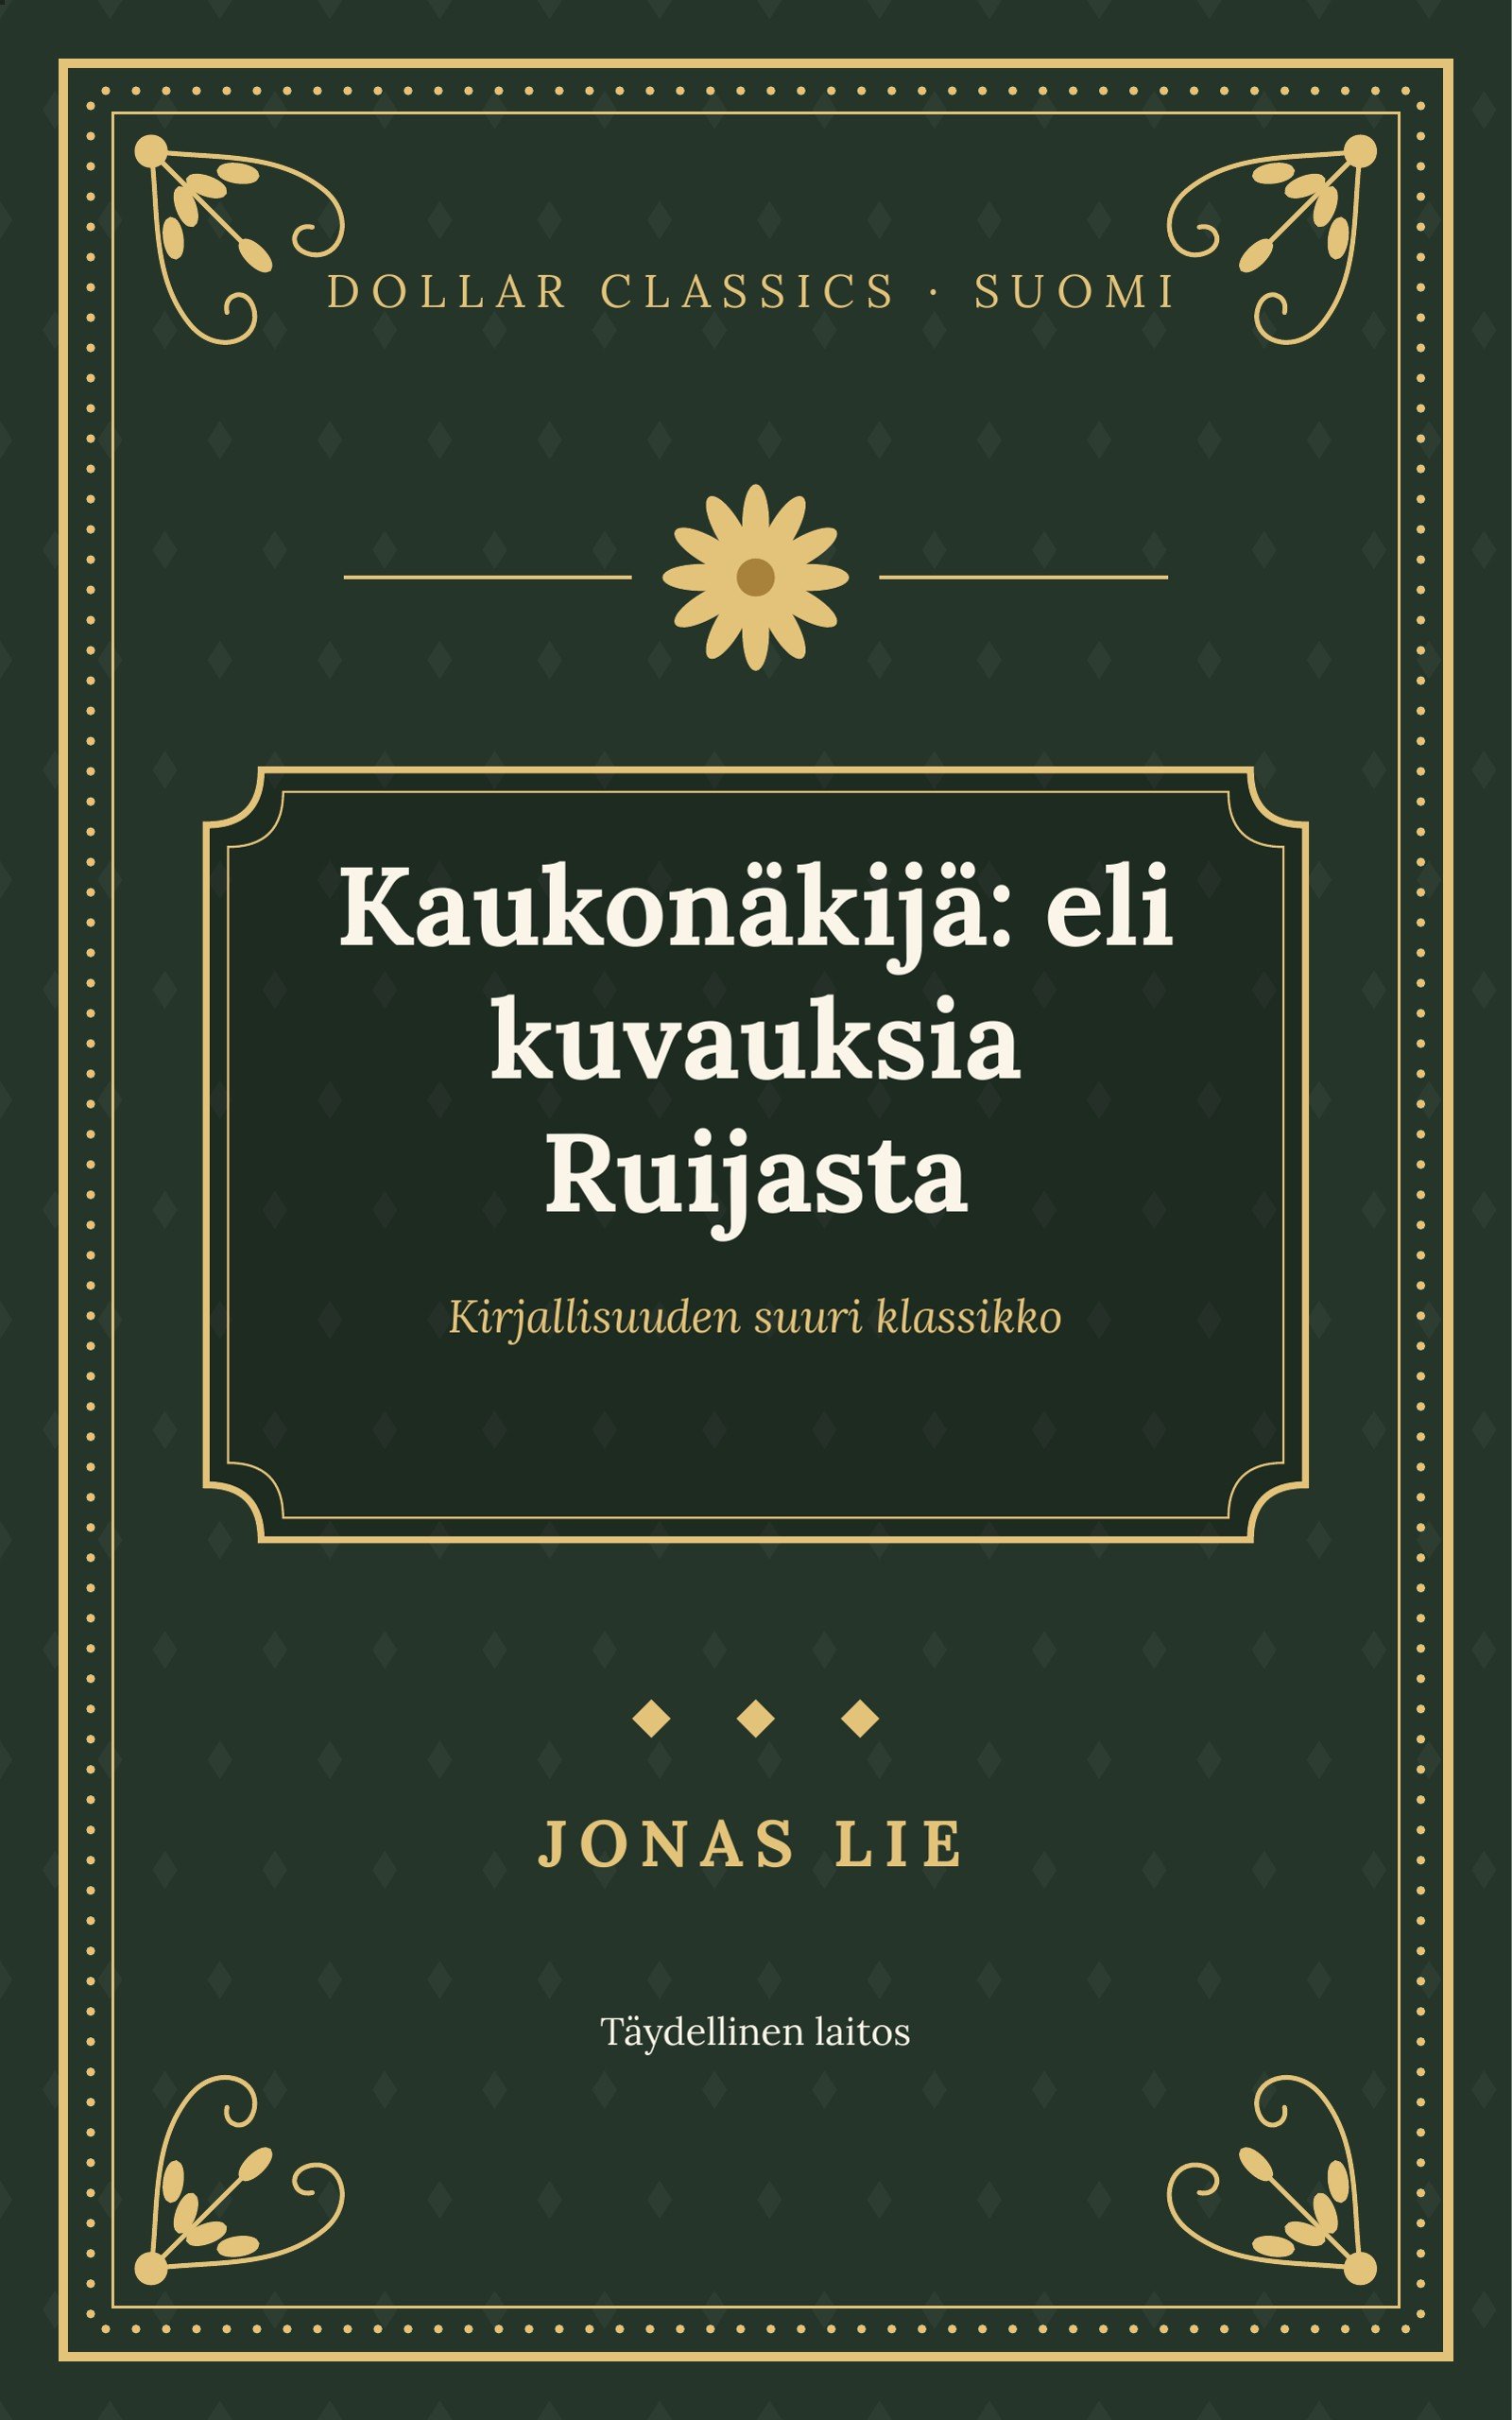 DOLLAR CLASSICS · SUOMI
Kaukonäkijä: eli
kuvauksia
Ruijasta
Kirjallisuuden suuri klassikko
JONAS LIE
Täydellinen laitos